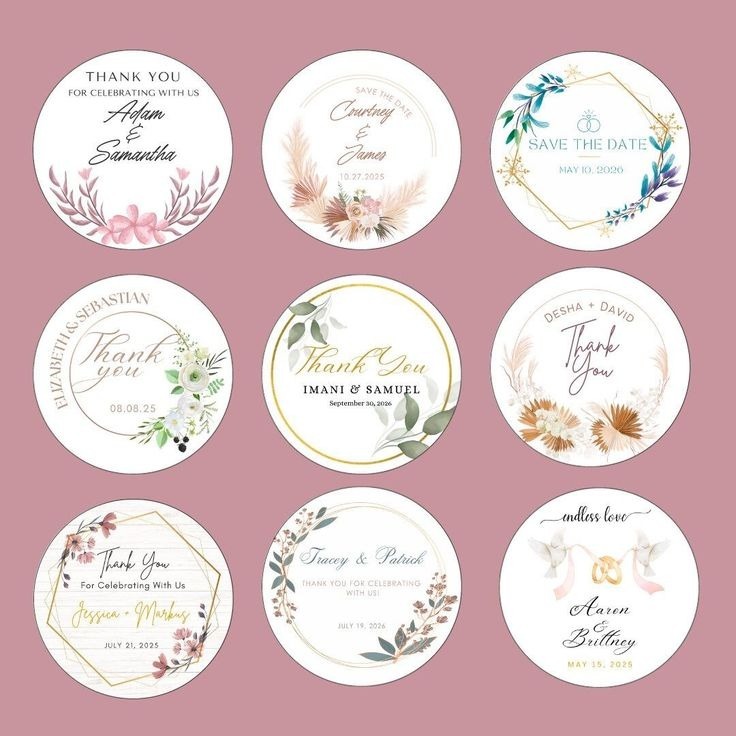 THANK YOU
FOR CELEBRATING WITH US
Adam
&
Samantha
SAVE THE DATE
Courtney
&
James
10.27.2025
SAVE THE DATE
MAY 10, 2026
ELIZABETH & SEBASTIAN
Thank
you
08.08.25
Thank You
IMANI & SAMUEL
September 30, 2026
DESHA + DAVID
Thank
You
Thank You
For Celebrating With Us
Jessica + Markus
JULY 21, 2025
Tracey & Patrick
THANK YOU FOR CELEBRATING
WITH US!
JULY 19, 2026
endless love
Aaron
&
Brittney
MAY 15, 2025